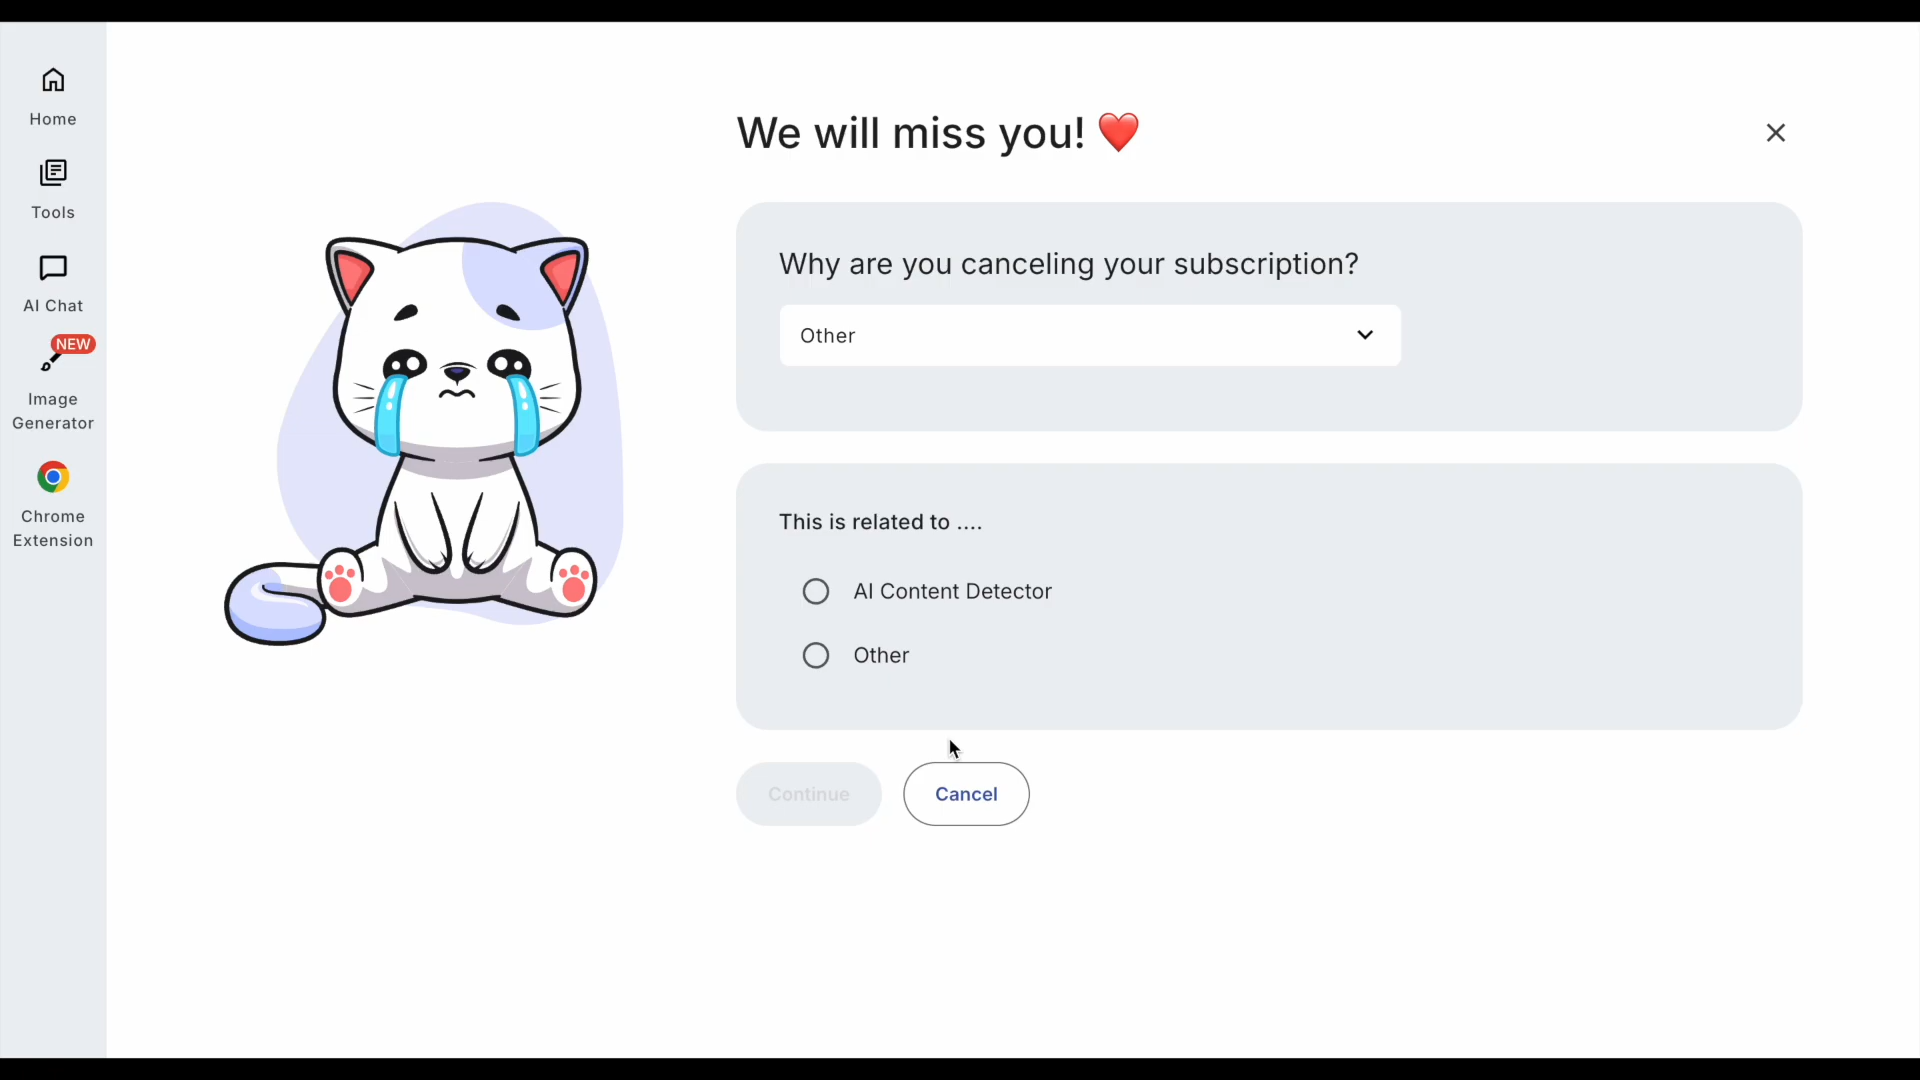 Home
Tools
AI Chat
NEW
Image
Generator
Chrome
Extension
We will miss you! ❤️
Why are you canceling your subscription?
Other
This is related to ....
AI Content Detector
Other
Continue
Cancel